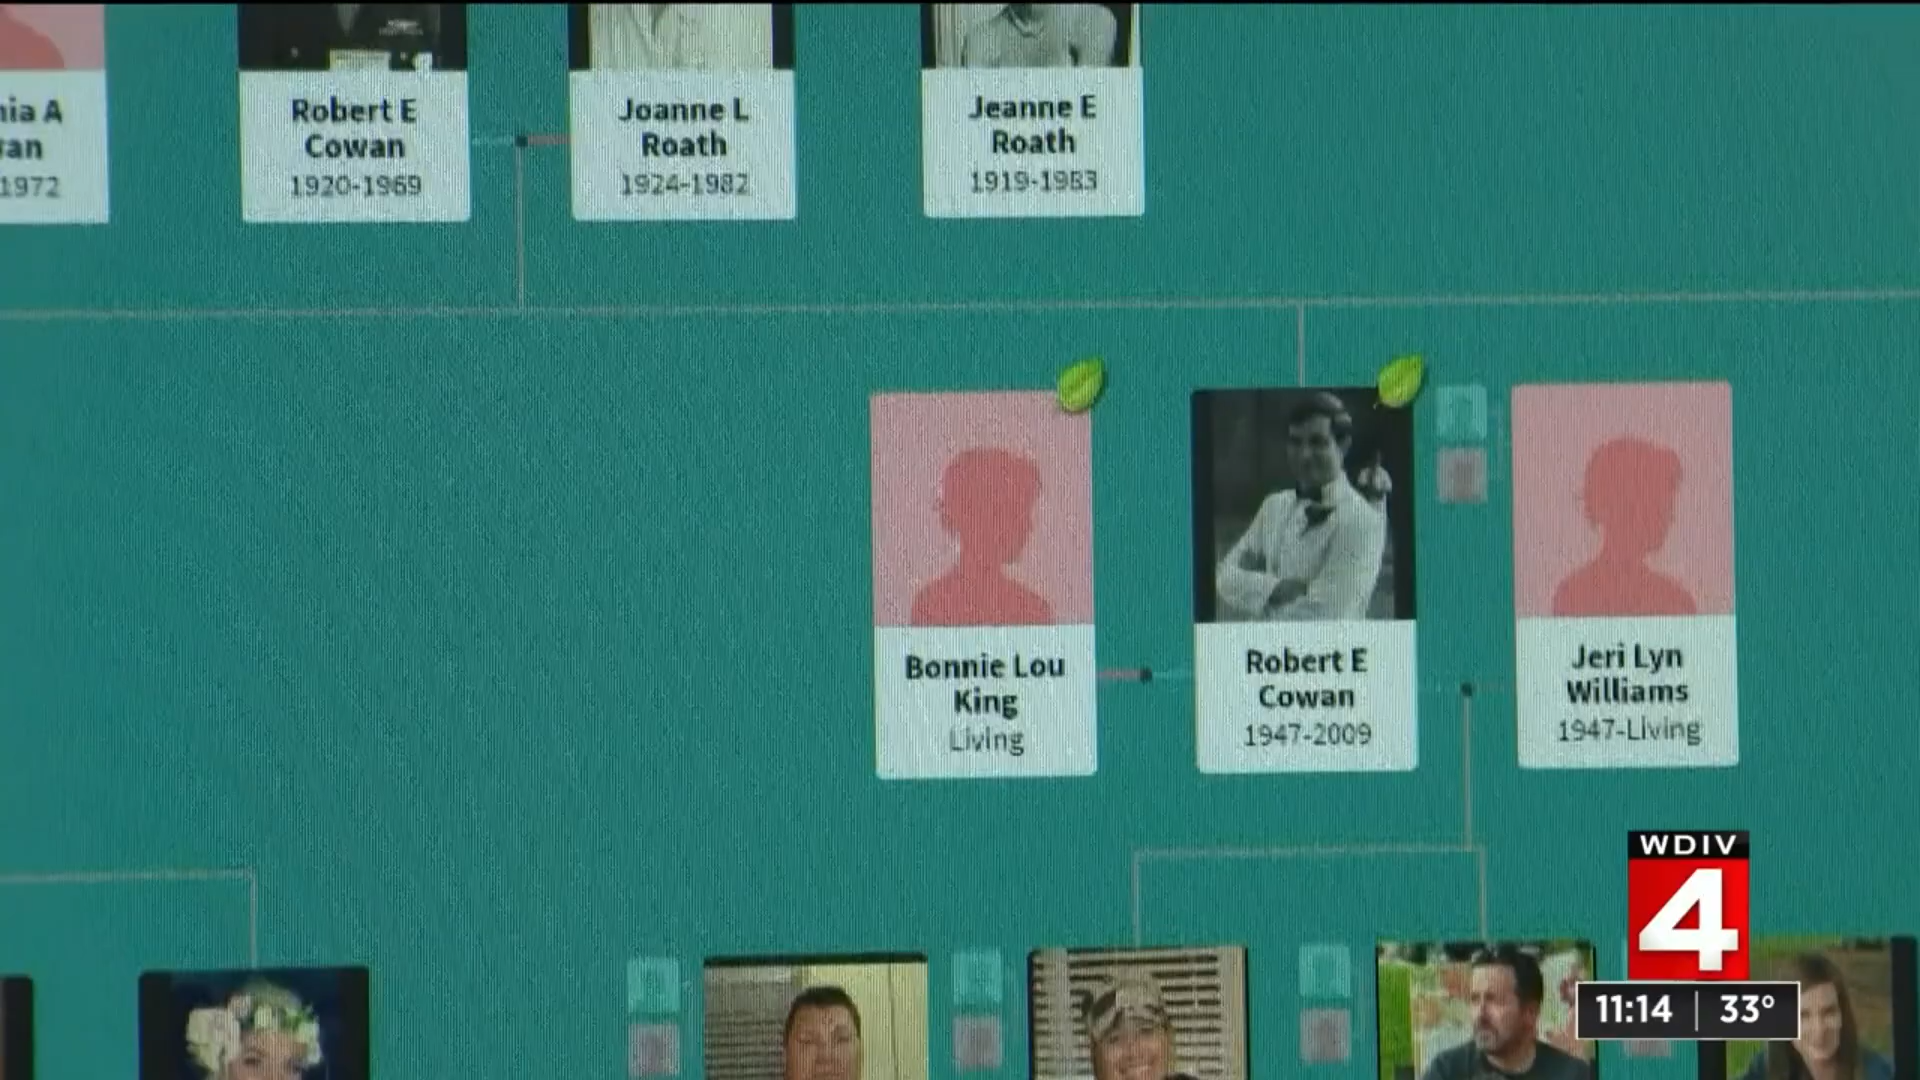 Robert E
Cowan
1920-1969
Joanne L
Roath
1924-1982
Jeanne E
Roath
1919-1983
1972
Bonnie Lou
King
Living
Robert E
Cowan
1947-2009
Jeri Lyn
Williams
1947-Living
WDIV
4
11:14
33°